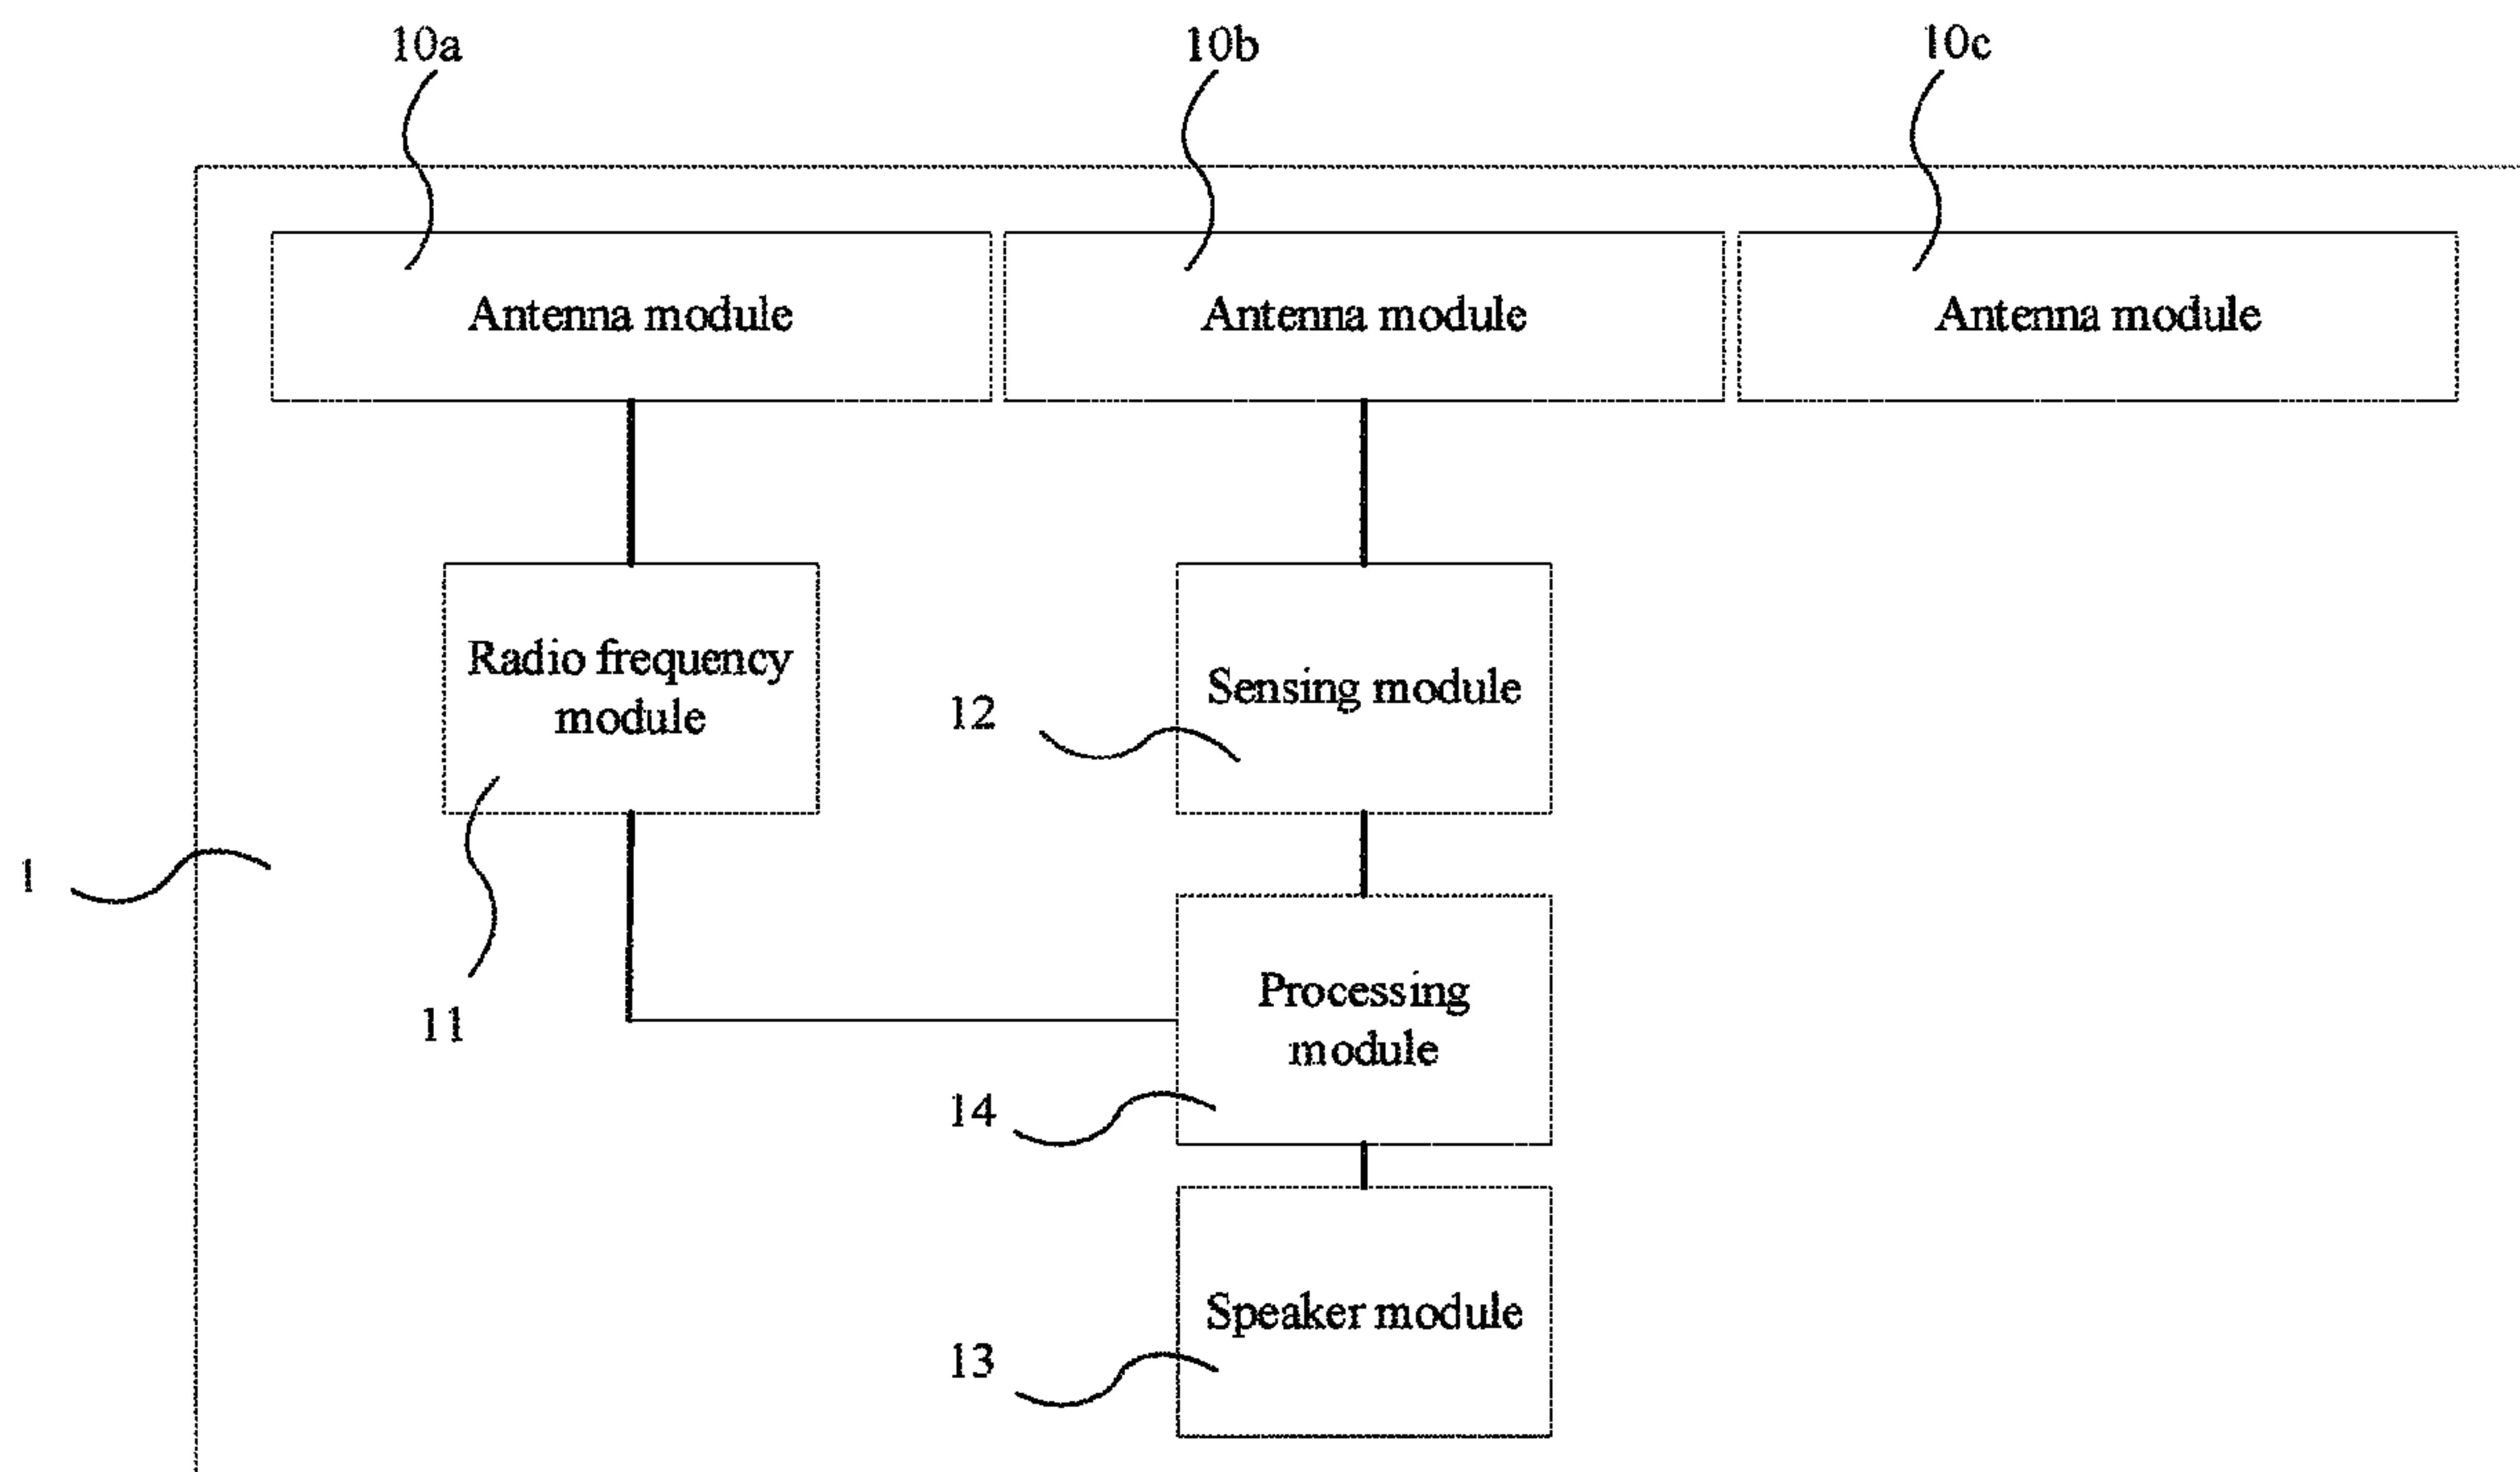 10a
10b
10c
Antenna module
Antenna module
Antenna module
Radio frequency
module
12
Sensing module
1
11
Processing
module
14
Speaker module
13